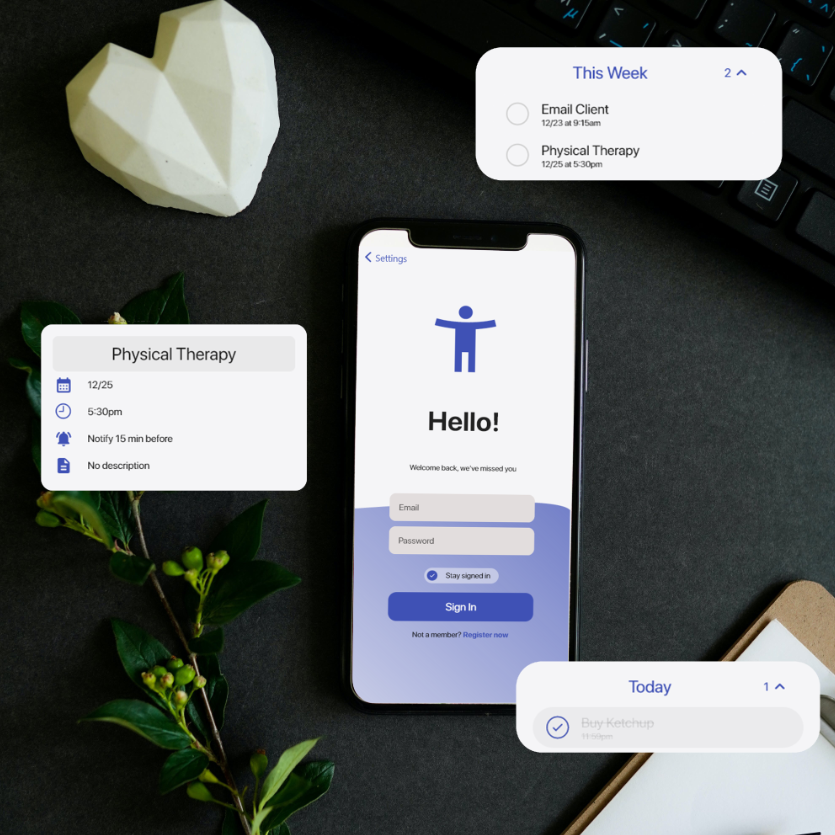 This Week
2
Email Client
12/23 at 9:15am
Physical Therapy
12/25 at 5:30pm
Settings
Hello!
Welcome back, we've missed you
Email
Password
Stay signed in
Sign In
Not a member? Register now
Physical Therapy
12/25
5:30pm
Notify 15 min before
No description
Today
1
Buy Ketchup
11:59pm